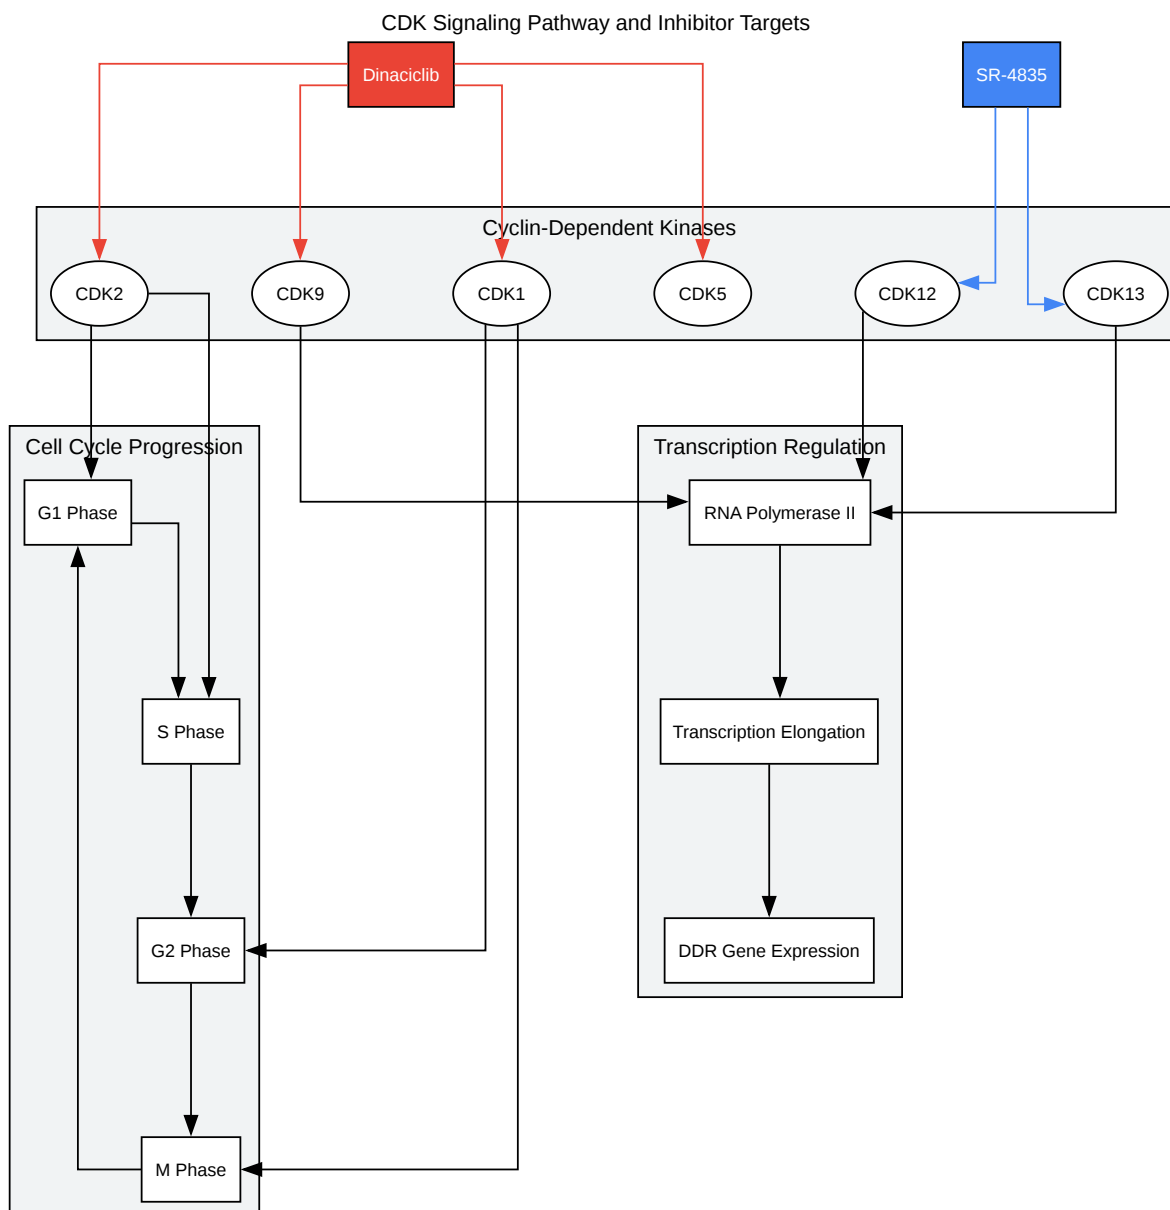 CDK Signaling Pathway and Inhibitor Targets
Dinaciclib
SR-4835
Cyclin-Dependent Kinases
CDK2
CDK9
CDK1
CDK5
CDK12
CDK13
Cell Cycle Progression
G1 Phase
S Phase
G2 Phase
M Phase
Transcription Regulation
RNA Polymerase II
Transcription Elongation
DDR Gene Expression